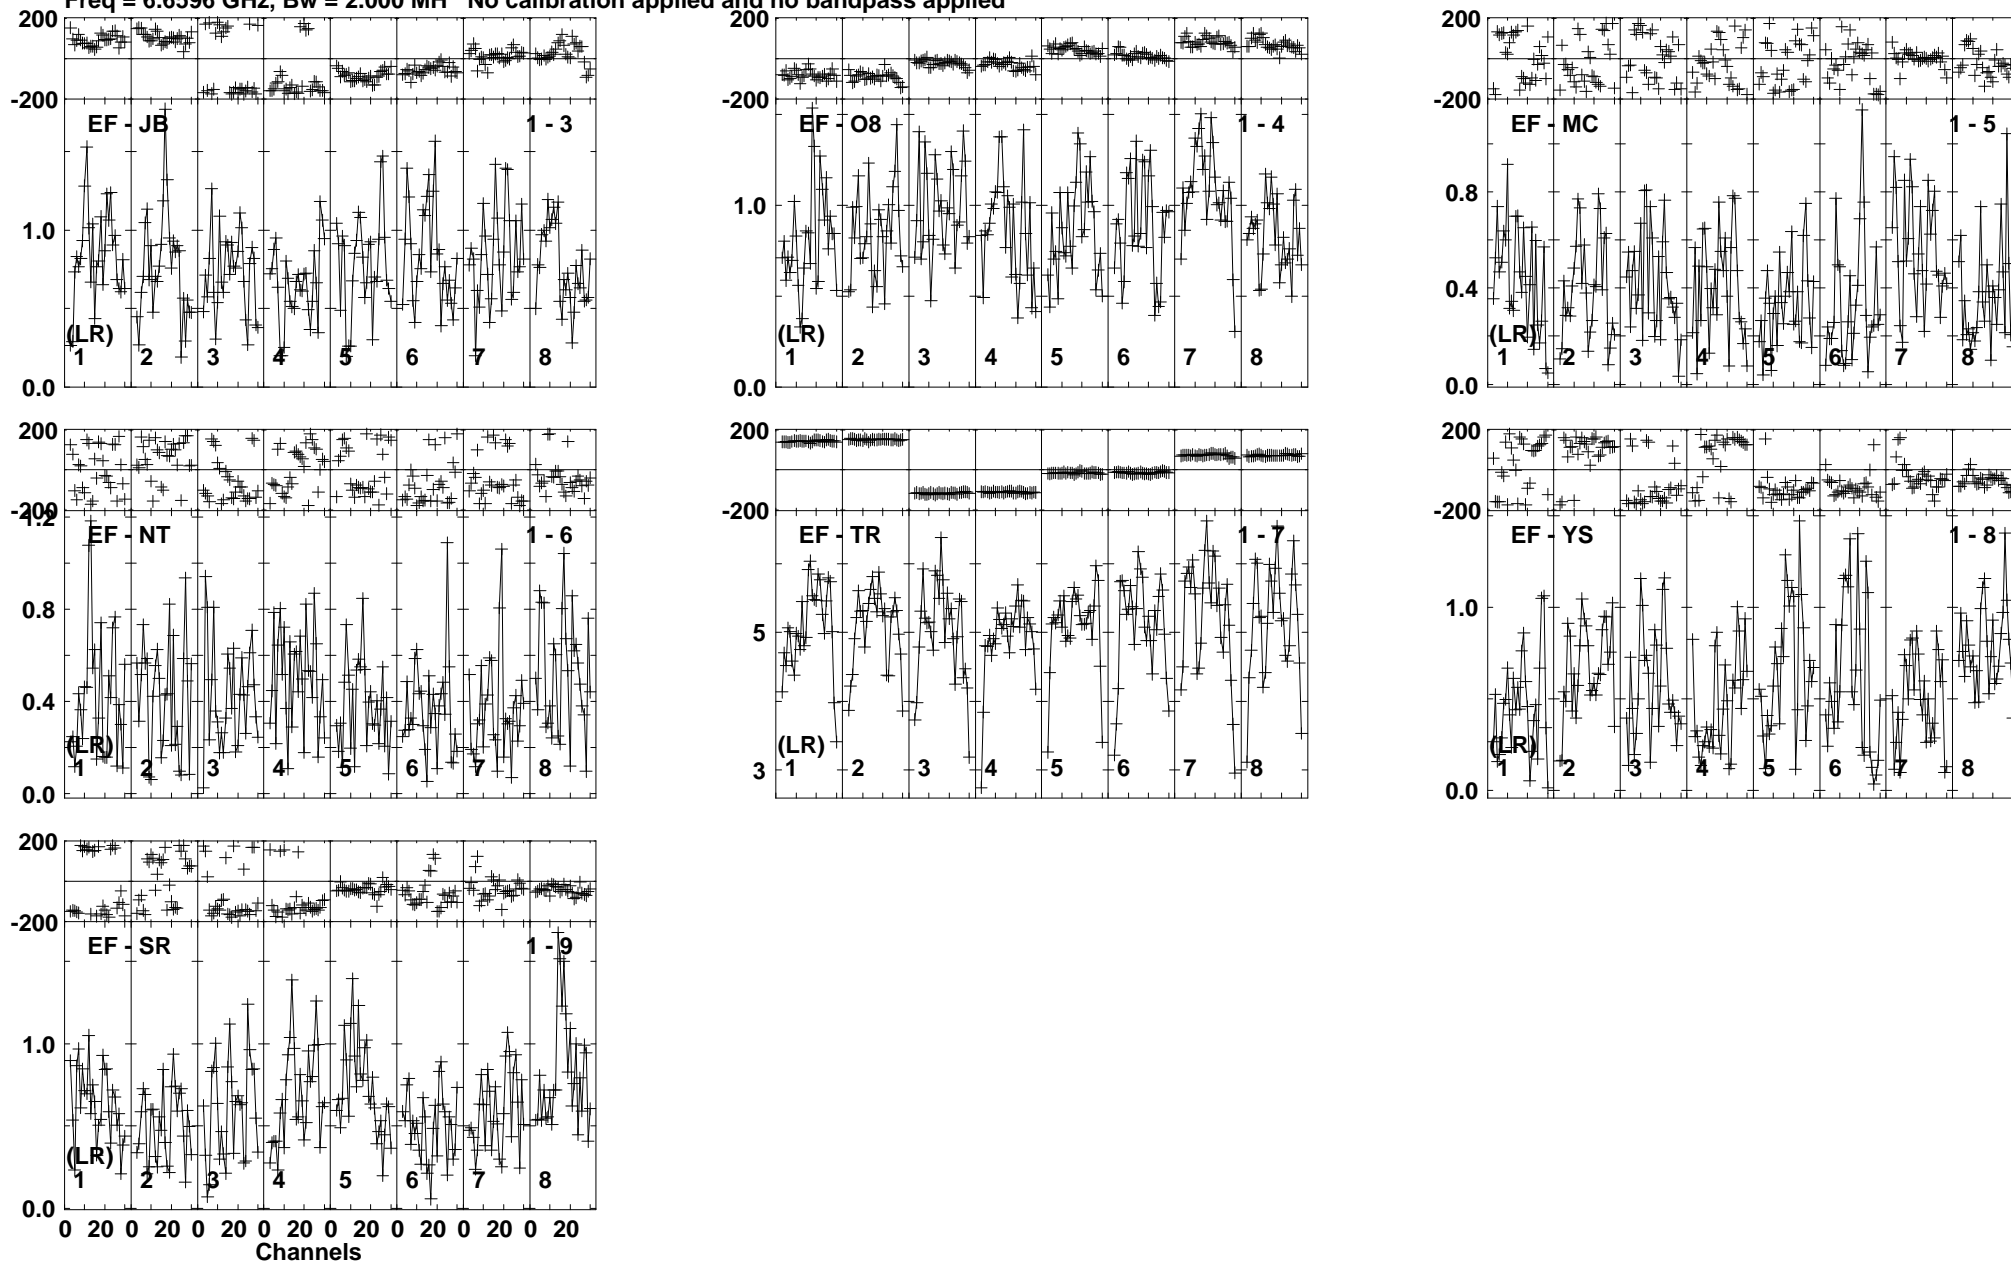 Freq = 6.6596 GHz, Bw = 2.000 MH No calibration applied and no bandpass applied
200
-200
EF - JB
1 - 3
1.0
(LR)
1 2 3 4 5 6 7 8
0.0
EF - O8
1 - 4
1.0
(LR)
1 2 3 4 5 6 7 8
0.0
200
-200
200
-200
EF - MC
1 - 5
0.8
0.4
(LR)
1 2 3 4 5 6 7 8
0.0
200
-200
1.2
EF - NT
1 - 6
0.8
0.4
(LR)
1 2 3 4 5 6 7 8
0.0
200
-200
EF - TR
1 - 7
5
(LR)
1 2 3 4 5 6 7 8
3
200
-200
EF - YS
1 - 8
1.0
(LR)
1 2 3 4 5 6 7 8
0.0
200
-200
EF - SR
1 - 9
1.0
(LR)
1 2 3 4 5 6 7 8
0.0
0 20 0 20 0 20 0 20 0 20 0 20 0 20 0 20
Channels